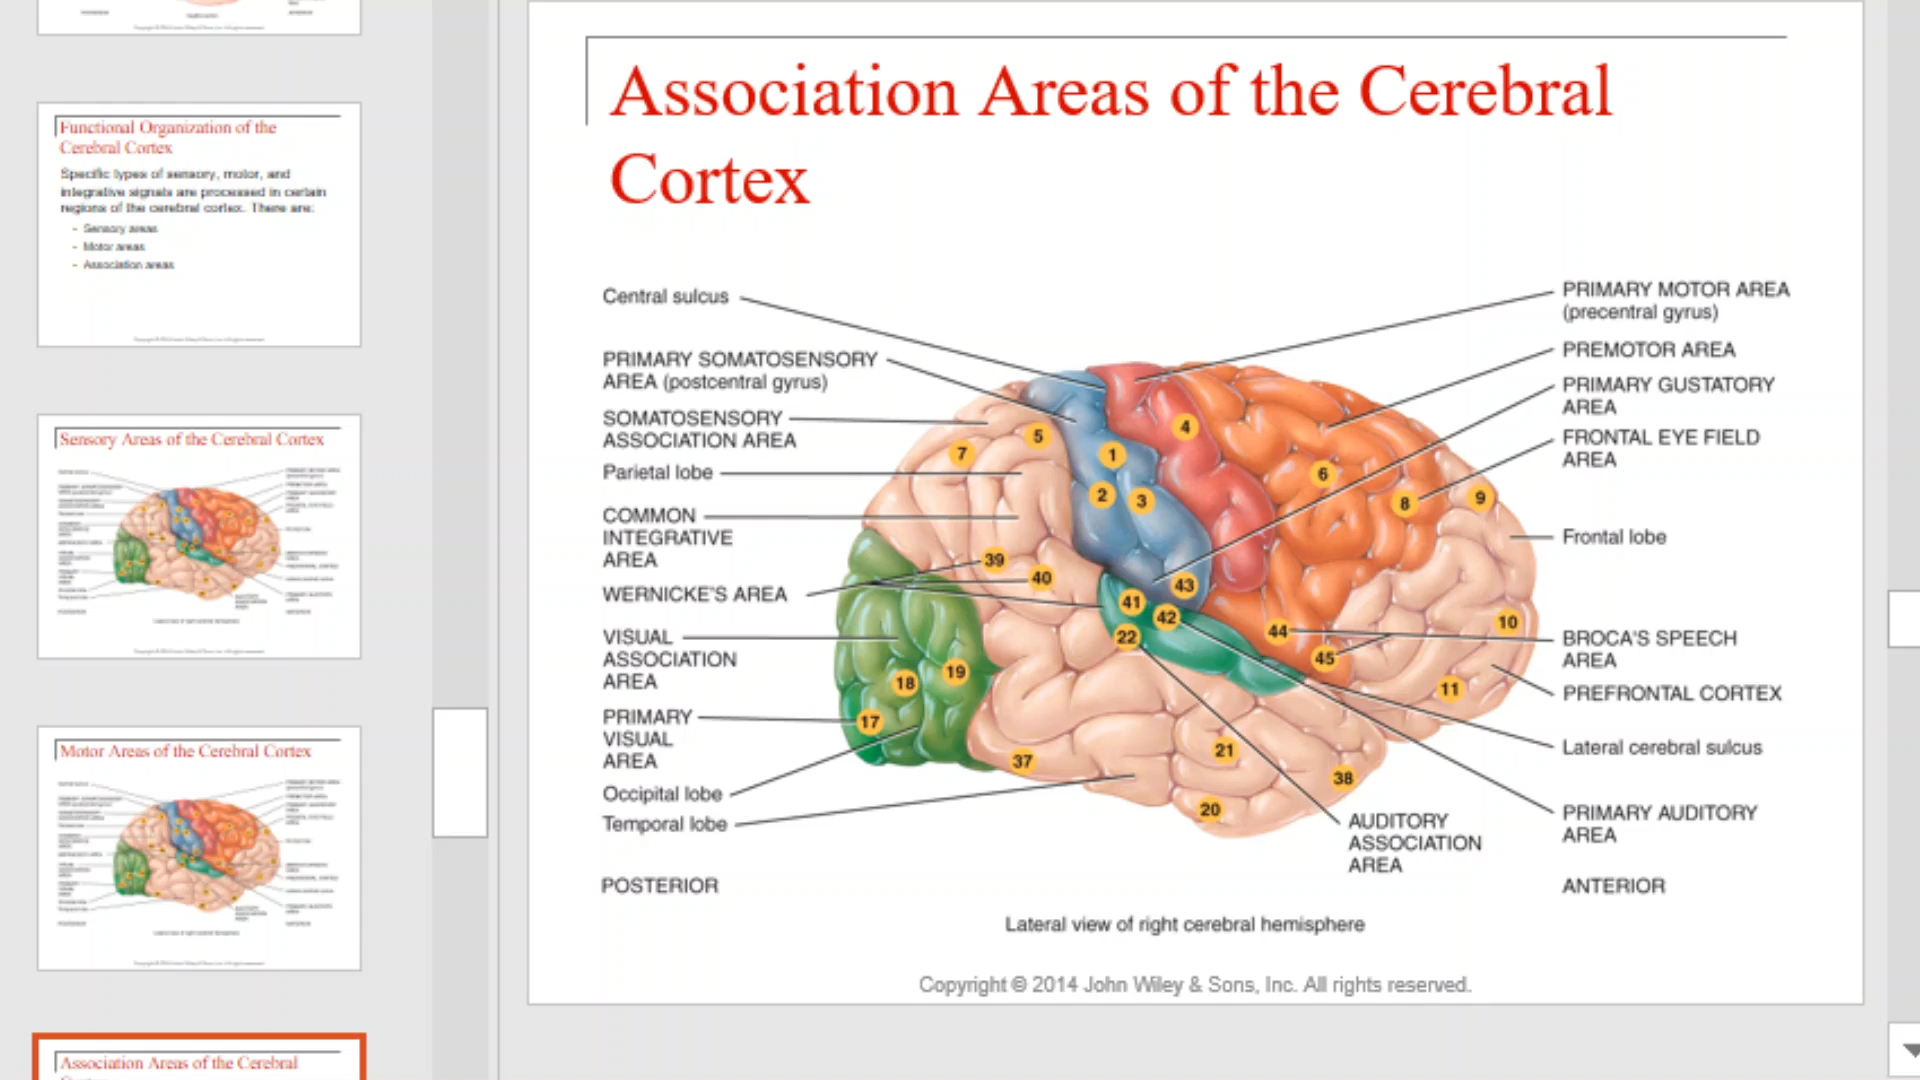 Functional Organization of the
Cerebral Cortex
Specific types of sensory, motor, and
integrative signals are processed in certain
regions of the cerebral cortex. There are:
- Sensory areas
- Motor areas
- Association areas
Sensory Areas of the Cerebral Cortex
Motor Areas of the Cerebral Cortex
Association Areas of the Cerebral
Association Areas of the Cerebral
Cortex
Central sulcus
PRIMARY SOMATOSENSORY
AREA (postcentral gyrus)
SOMATOSENSORY
ASSOCIATION AREA
Parietal lobe
COMMON
INTEGRATIVE
AREA
WERNICKE'S AREA
VISUAL
ASSOCIATION
AREA
PRIMARY
VISUAL
AREA
Occipital lobe
Temporal lobe
POSTERIOR
4
5
7
1
6
2
3
8
9
39
40
43
41
42
10
44
22
45
19
18
11
17
21
37
38
20
PRIMARY MOTOR AREA
(precentral gyrus)
PREMOTOR AREA
PRIMARY GUSTATORY
AREA
FRONTAL EYE FIELD
AREA
Frontal lobe
BROCA'S SPEECH
AREA
PREFRONTAL CORTEX
Lateral cerebral sulcus
PRIMARY AUDITORY
AREA
AUDITORY
ASSOCIATION
AREA
ANTERIOR
Lateral view of right cerebral hemisphere
Copyright © 2014 John Wiley & Sons, Inc. All rights reserved.